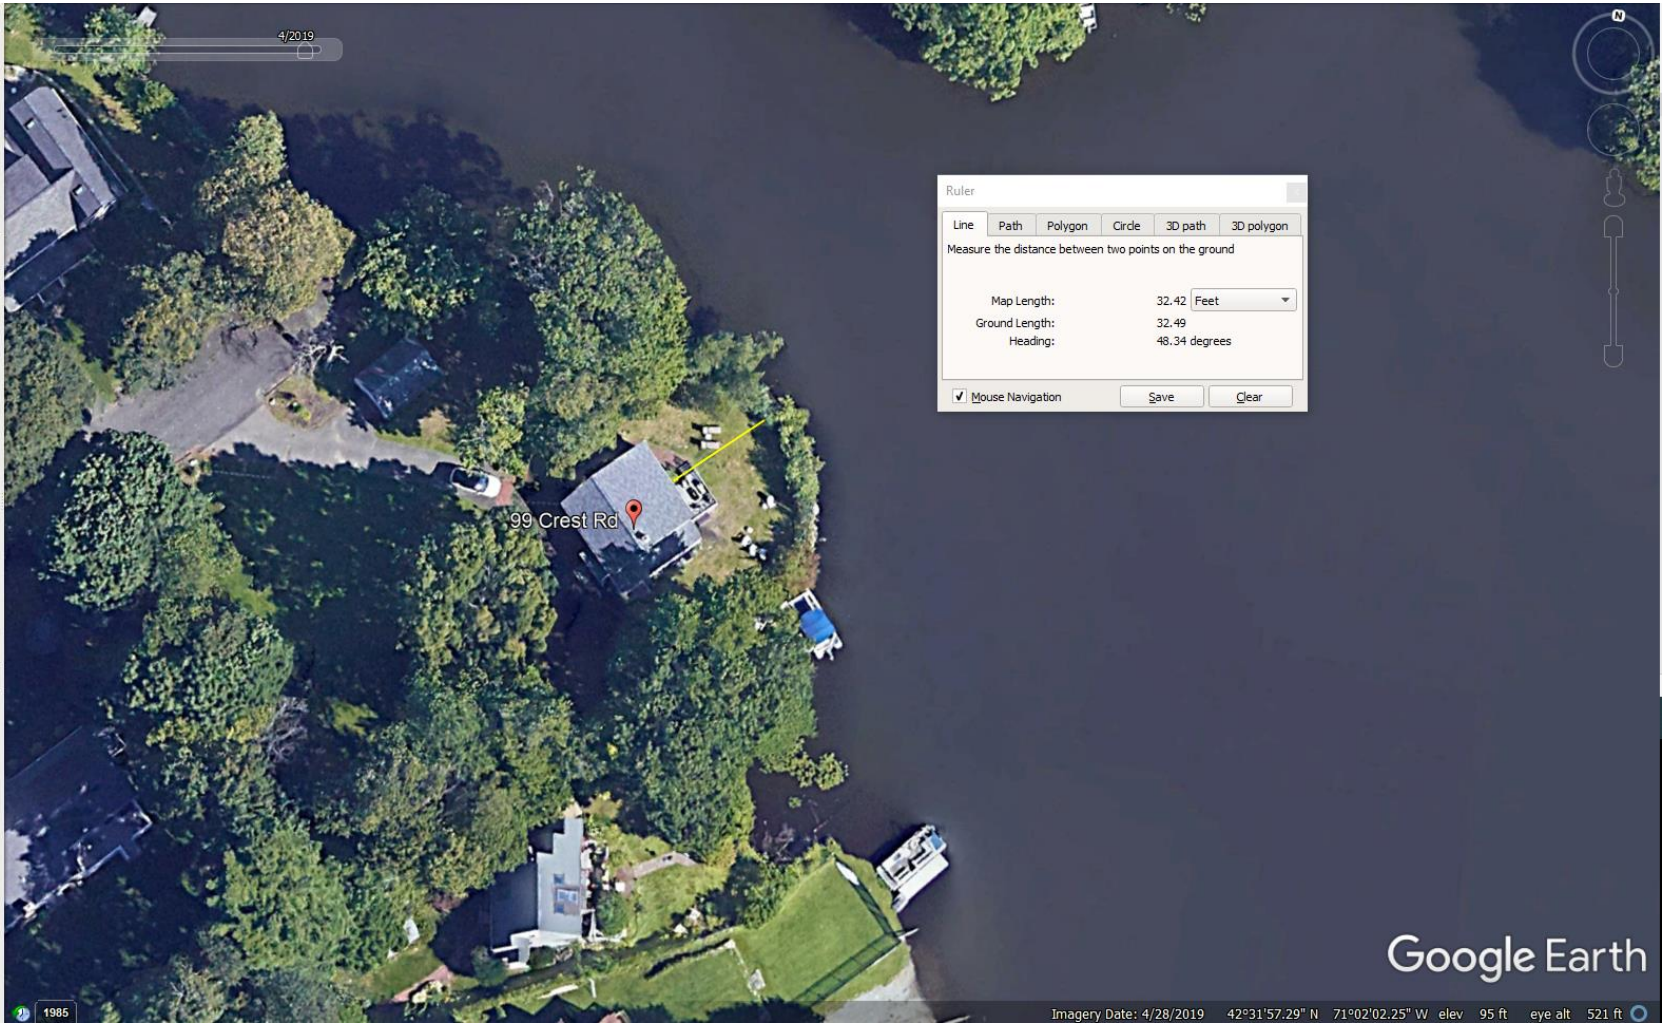 4/2019
N
Ruler
Line Path Polygon Circle 3D path 3D polygon
Measure the distance between two points on the ground
Map Length: 32.42 Feet
Ground Length: 32.49
Heading: 48.34 degrees
Mouse Navigation Save Clear
99 Crest Rd
Google Earth
1985
Imagery Date: 4/28/2019 42°31'57.29" N 71°02'02.25" W elev 95 ft eye alt 521 ft